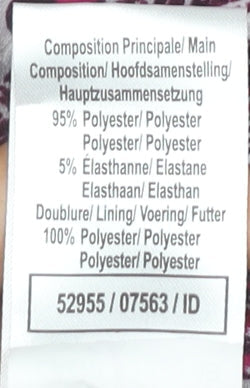 Composition Principale/ Main
Composition/ Hoofdsamenstelling/
Hauptzusammensetzung
95% Polyester/ Polyester
Polyester/ Polyester
5% Élasthanne/ Elastane
Elasthaan/ Elasthan
Doublure/ Lining/ Voering/ Futter
100% Polyester/ Polyester
Polyester/ Polyester
52955 / 07563 / ID